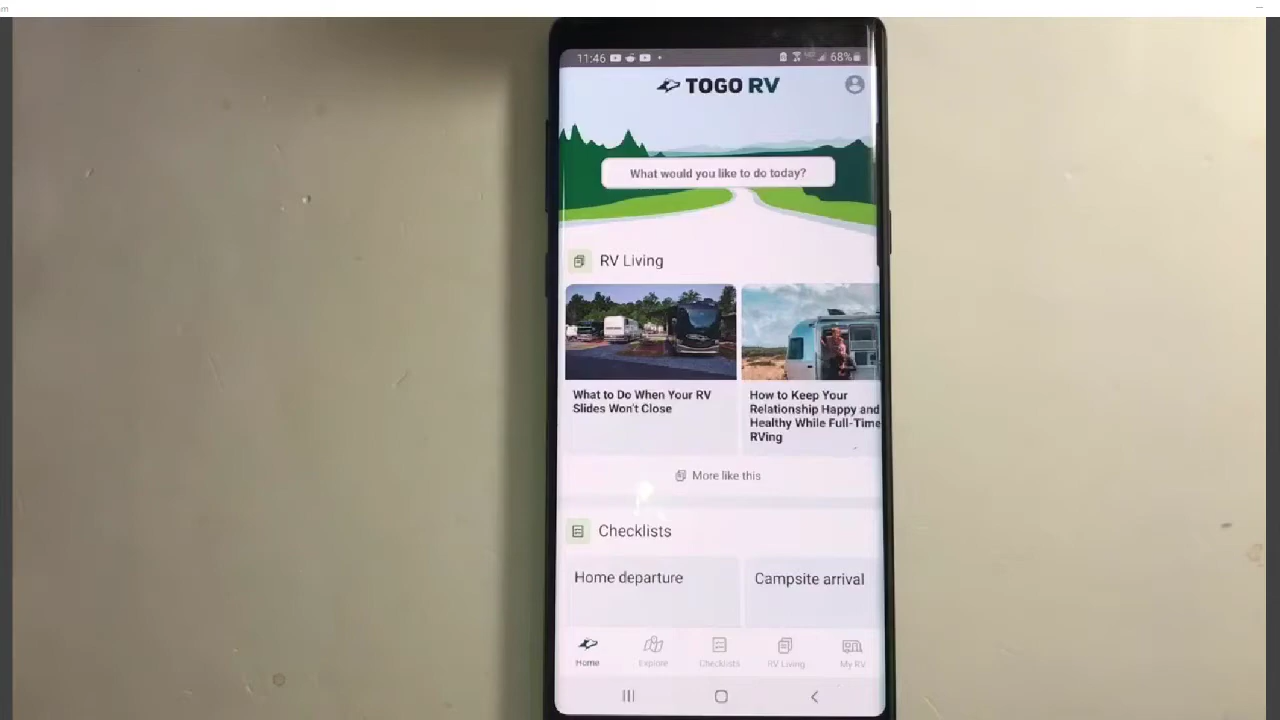 11:46
68%
TOGO RV
What would you like to do today?
RV Living
What to Do When Your RV
Slides Won't Close
How to Keep Your
Relationship Happy and
Healthy While Full-Time
RVing
More like this
Checklists
Home departure
Campsite arrival
Home
Explore
Checklists
RV Living
My RV